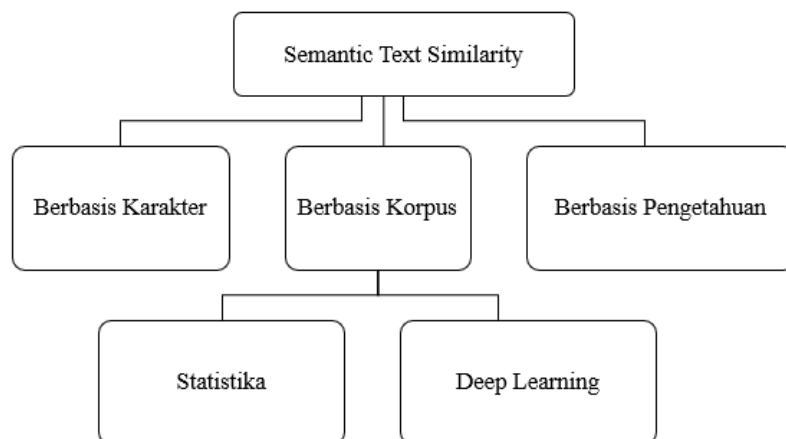 Semantic Text Similarity
Berbasis Karakter
Berbasis Korpus
Berbasis Pengetahuan
Statistika
Deep Learning